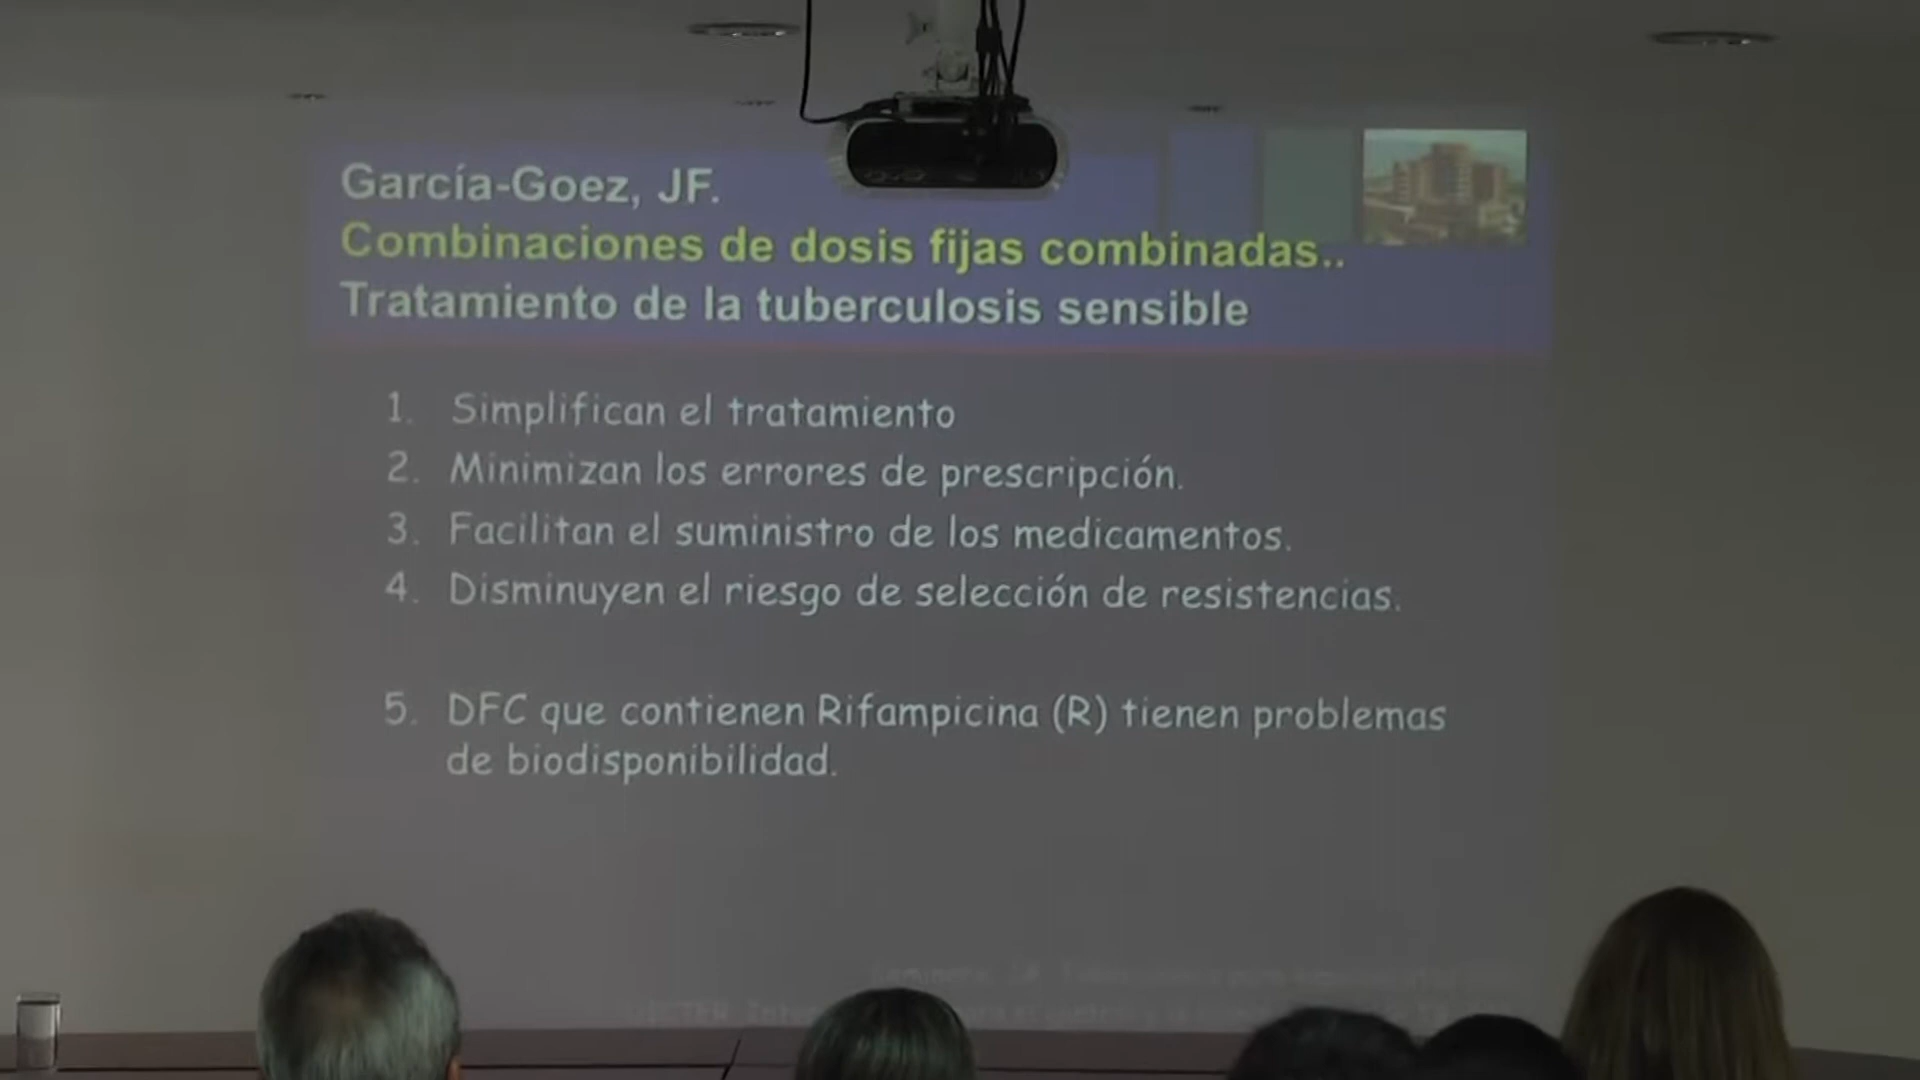 García-Goez, JF.
Combinaciones de dosis fijas combinadas..
Tratamiento de la tuberculosis sensible
1. Simplifican el tratamiento
2. Minimizan los errores de prescripción.
3. Facilitan el suministro de los medicamentos.
4. Disminuyen el riesgo de selección de resistencias.
5. DFC que contienen Rifampicina (R) tienen problemas
de biodisponibilidad.